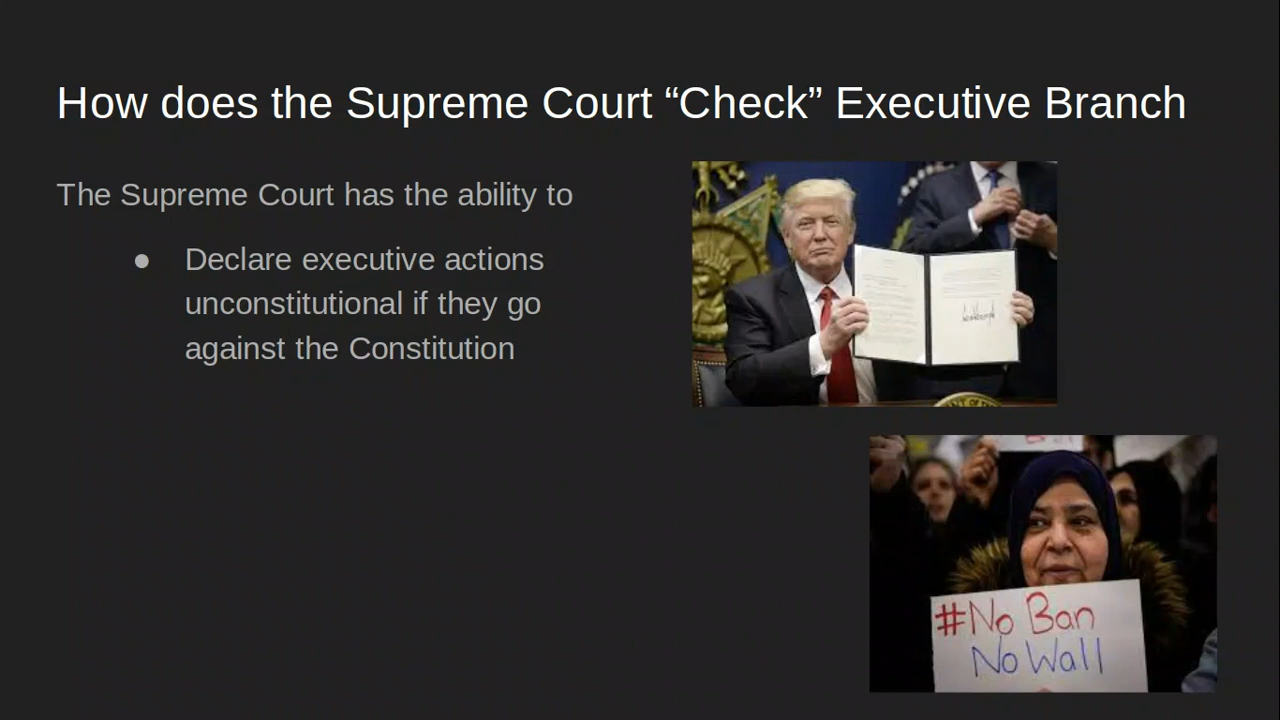 How does the Supreme Court “Check” Executive Branch
The Supreme Court has the ability to
● Declare executive actions
unconstitutional if they go
against the Constitution
#No Ban
No Wall